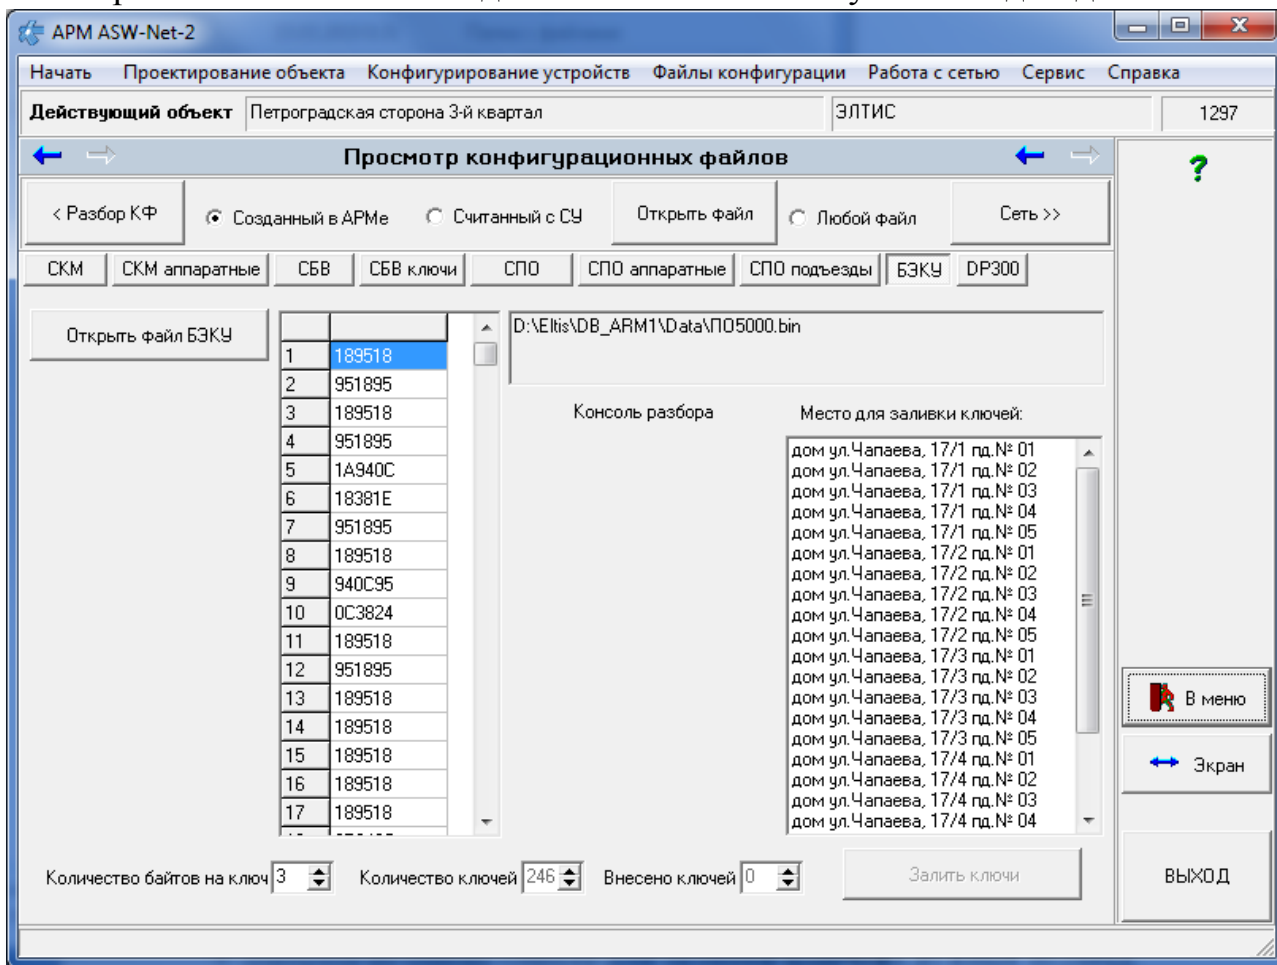 APM ASW-Net-2
Начать Проектирование объекта Конфигурирование устройств Файлы конфигурации Работа с сетью Сервис Справка
Действующий объект Петроградская сторона 3-й квартал ЭЛТИС 1297
Просмотр конфигурационных файлов
?
< Разбор КФ Созданный в АРМе Считанный с СУ Открыть файл Любой файл Сеть >>
СКМ СКМ аппаратные СБВ СБВ ключи СПО СПО аппаратные СПО подъезды БЭКУ DP300
Открыть файл БЭКУ
D:\Eltis\DB_ARM1\Data\ПО5000.bin
1 189518
2 951895
3 189518
4 951895
5 1A940C
6 18381E
7 951895
8 189518
9 940C95
10 0C3824
11 189518
12 951895
13 189518
14 189518
15 189518
16 189518
17 189518
Консоль разбора
Место для заливки ключей:
дом ул.Чапаева, 17/1 пд.№ 01
дом ул.Чапаева, 17/1 пд.№ 02
дом ул.Чапаева, 17/1 пд.№ 03
дом ул.Чапаева, 17/1 пд.№ 04
дом ул.Чапаева, 17/1 пд.№ 05
дом ул.Чапаева, 17/2 пд.№ 01
дом ул.Чапаева, 17/2 пд.№ 02
дом ул.Чапаева, 17/2 пд.№ 03
дом ул.Чапаева, 17/2 пд.№ 04
дом ул.Чапаева, 17/2 пд.№ 05
дом ул.Чапаева, 17/3 пд.№ 01
дом ул.Чапаева, 17/3 пд.№ 02
дом ул.Чапаева, 17/3 пд.№ 03
дом ул.Чапаева, 17/3 пд.№ 04
дом ул.Чапаева, 17/3 пд.№ 05
дом ул.Чапаева, 17/4 пд.№ 01
дом ул.Чапаева, 17/4 пд.№ 02
дом ул.Чапаева, 17/4 пд.№ 03
дом ул.Чапаева, 17/4 пд.№ 04
В меню
Экран
ВЫХОД
Количество байтов на ключ 3 Количество ключей 246 Внесено ключей 0 Залить ключи